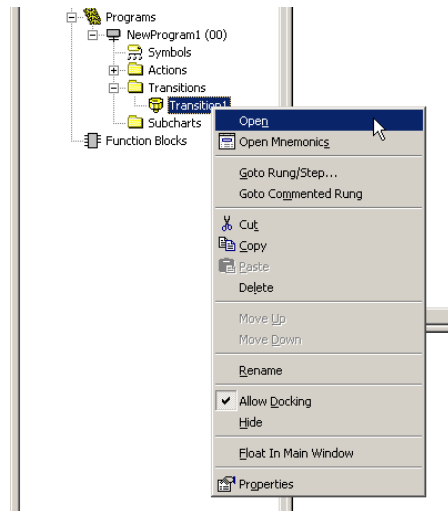 Programs
NewProgram1 (00)
Symbols
Actions
Transitions
Transition1
Subcharts
Function Blocks
Open
Open Mnemonics
Goto Rung/Step...
Goto Commented Rung
Cut
Copy
Paste
Delete
Move Up
Move Down
Rename
Allow Docking
Hide
Float In Main Window
Properties